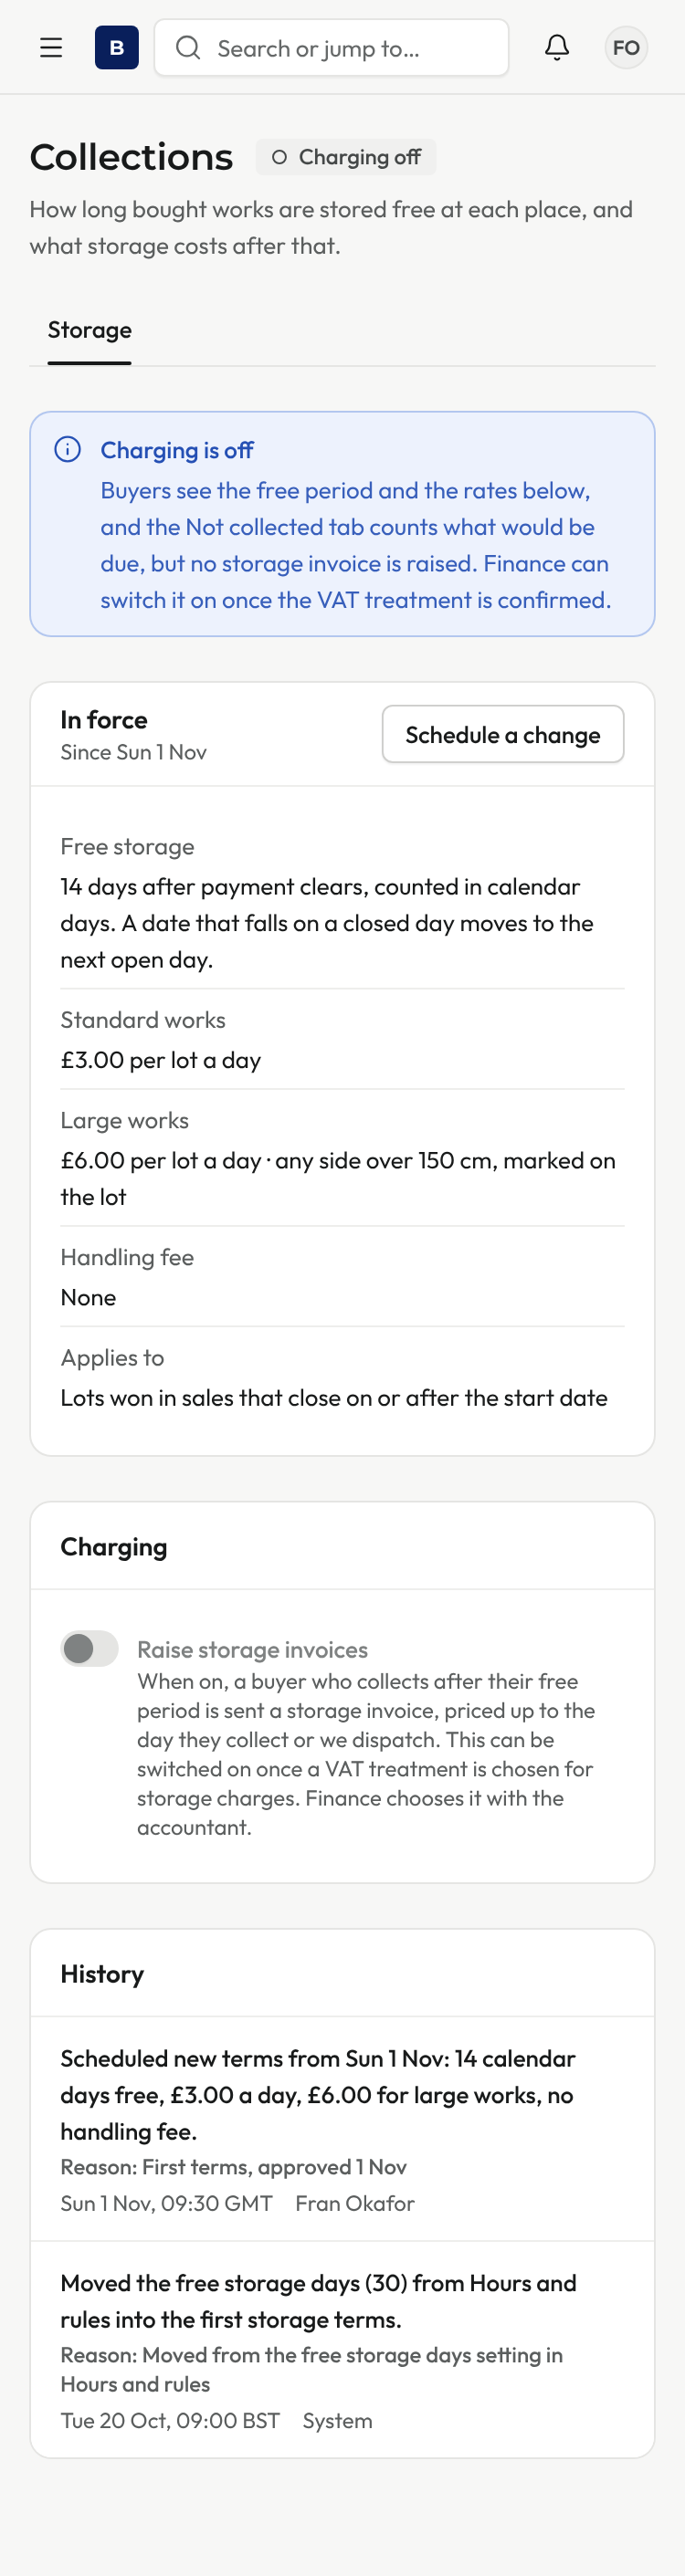 B
Search or jump to...
FO
Collections
Charging off
How long bought works are stored free at each place, and
what storage costs after that.
Storage
Charging is off
Buyers see the free period and the rates below,
and the Not collected tab counts what would be
due, but no storage invoice is raised. Finance can
switch it on once the VAT treatment is confirmed.
In force
Since Sun 1 Nov
Schedule a change
Free storage
14 days after payment clears, counted in calendar
days. A date that falls on a closed day moves to the
next open day.
Standard works
£3.00 per lot a day
Large works
£6.00 per lot a day · any side over 150 cm, marked on
the lot
Handling fee
None
Applies to
Lots won in sales that close on or after the start date
Charging
Raise storage invoices
When on, a buyer who collects after their free
period is sent a storage invoice, priced up to the
day they collect or we dispatch. This can be
switched on once a VAT treatment is chosen for
storage charges. Finance chooses it with the
accountant.
History
Scheduled new terms from Sun 1 Nov: 14 calendar
days free, £3.00 a day, £6.00 for large works, no
handling fee.
Reason: First terms, approved 1 Nov
Sun 1 Nov, 09:30 GMT Fran Okafor
Moved the free storage days (30) from Hours and
rules into the first storage terms.
Reason: Moved from the free storage days setting in
Hours and rules
Tue 20 Oct, 09:00 BST System